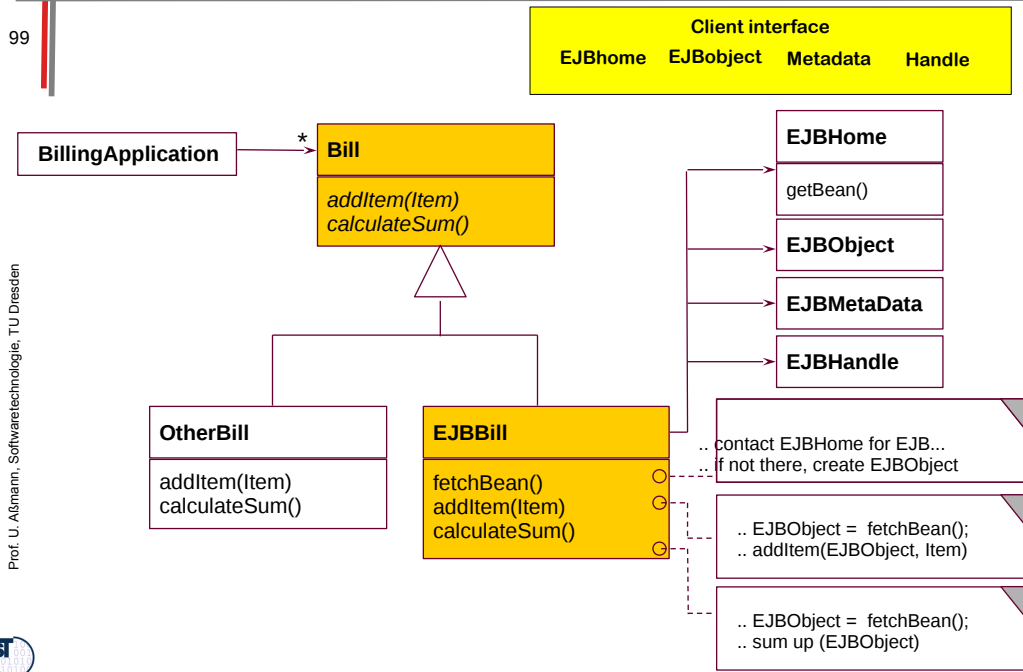 99
Client interface
EJBhome EJBobject Metadata Handle
BillingApplication
*
Bill
addItem(Item)
calculateSum()
EJBHome
getBean()
EJBObject
EJBMetaData
EJBHandle
OtherBill
addItem(Item)
calculateSum()
EJBBill
fetchBean()
addItem(Item)
calculateSum()
.. contact EJBHome for EJB...
.. if not there, create EJBObject
.. EJBObject = fetchBean();
.. addItem(EJBObject, Item)
.. EJBObject = fetchBean();
.. sum up (EJBObject)
Prof. U. Aßmann, Softwaretechnologie, TU Dresden